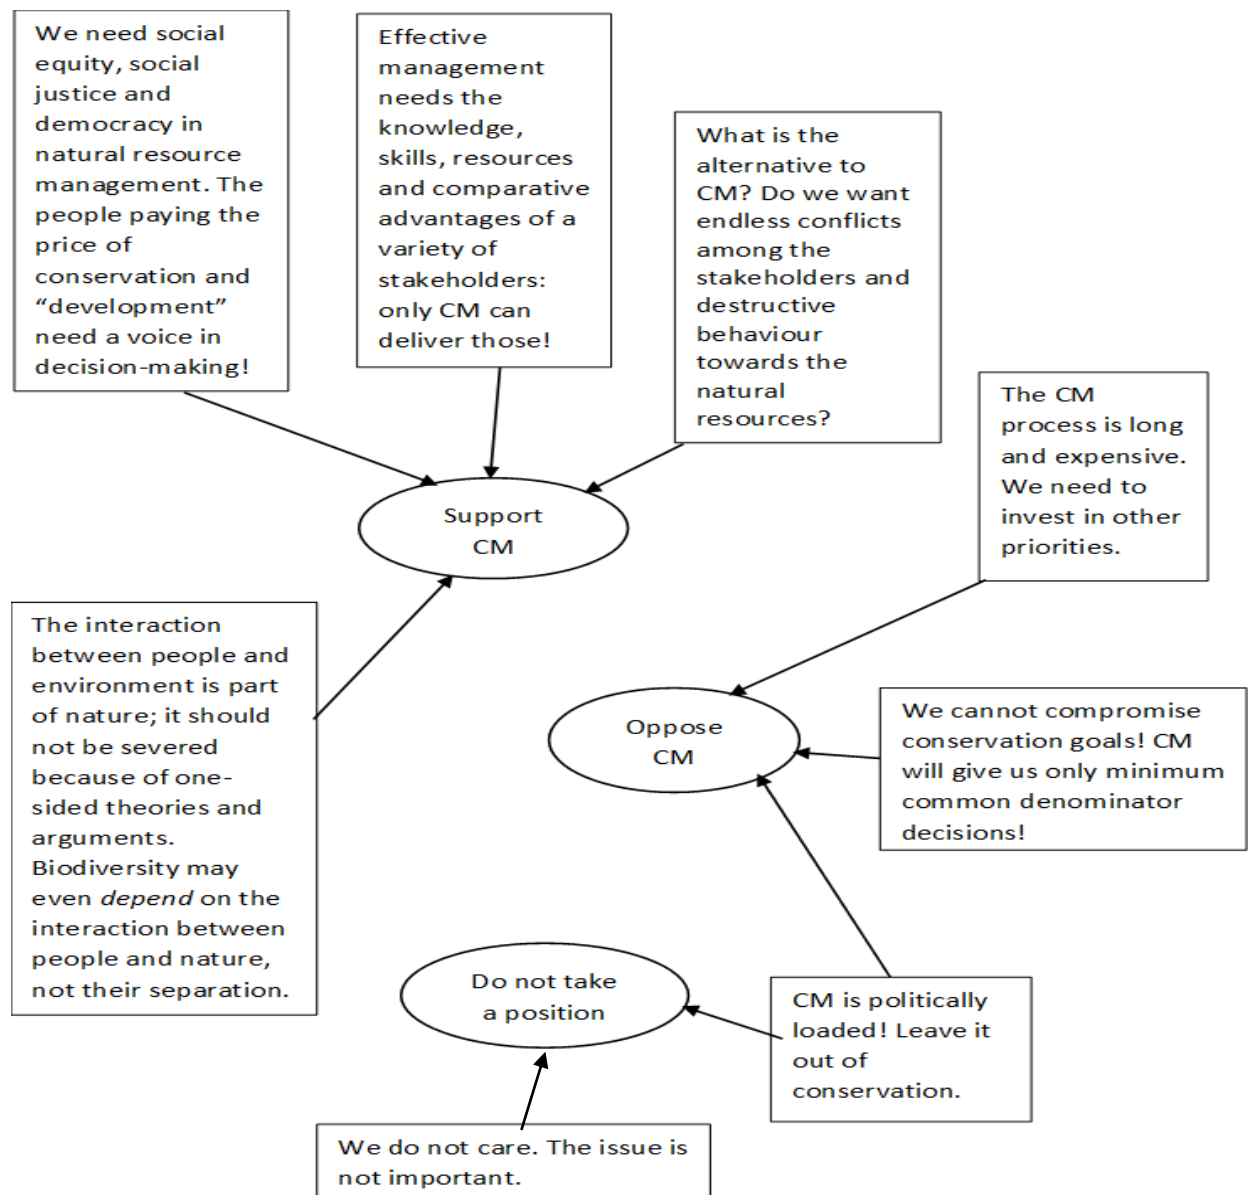 We need social
equity, social
justice and
democracy in
natural resource
management. The
people paying the
price of
conservation and
“development”
need a voice in
decision-making!
Effective
management
needs the
knowledge,
skills, resources
and comparative
advantages of a
variety of
stakeholders:
only CM can
deliver those!
What is the
alternative to
CM? Do we want
endless conflicts
among the
stakeholders and
destructive
behaviour
towards the
natural
resources?
The CM
process is long
and expensive.
We need to
invest in other
priorities.
Support
CM
The interaction
between people and
environment is part
of nature; it should
not be severed
because of one-
sided theories and
arguments.
Biodiversity may
even depend on the
interaction between
people and nature,
not their separation.
Oppose
CM
We cannot compromise
conservation goals! CM
will give us only minimum
common denominator
decisions!
Do not take
a position
CM is politically
loaded! Leave it
out of
conservation.
We do not care. The issue is
not important.